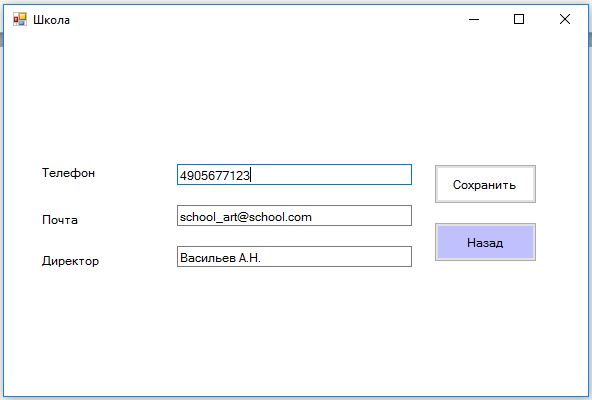 Школа
Телефон
4905677123
Сохранить
Почта
school_art@school.com
Назад
Директор
Васильев А.Н.